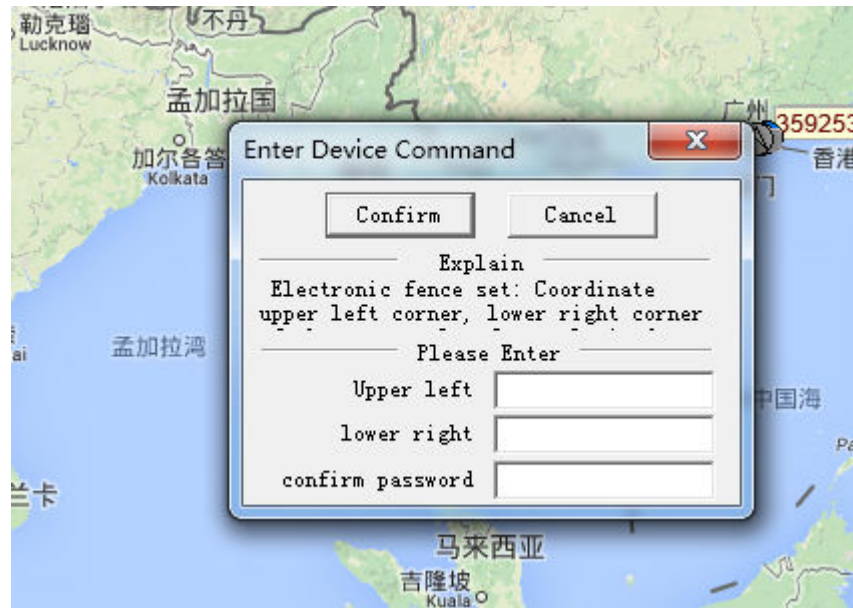 勒克瑙
Lucknow
不丹
孟加拉国
广州
359253
加尔各答
Kolkata
香港
门
Enter Device Command
Confirm
Cancel
Explain
Electronic fence set: Coordinate
upper left corner, lower right corner
Please Enter
Upper left
lower right
confirm password
ai
孟加拉湾
中国海
Pa
兰卡
马来西亚
吉隆坡
Kuala